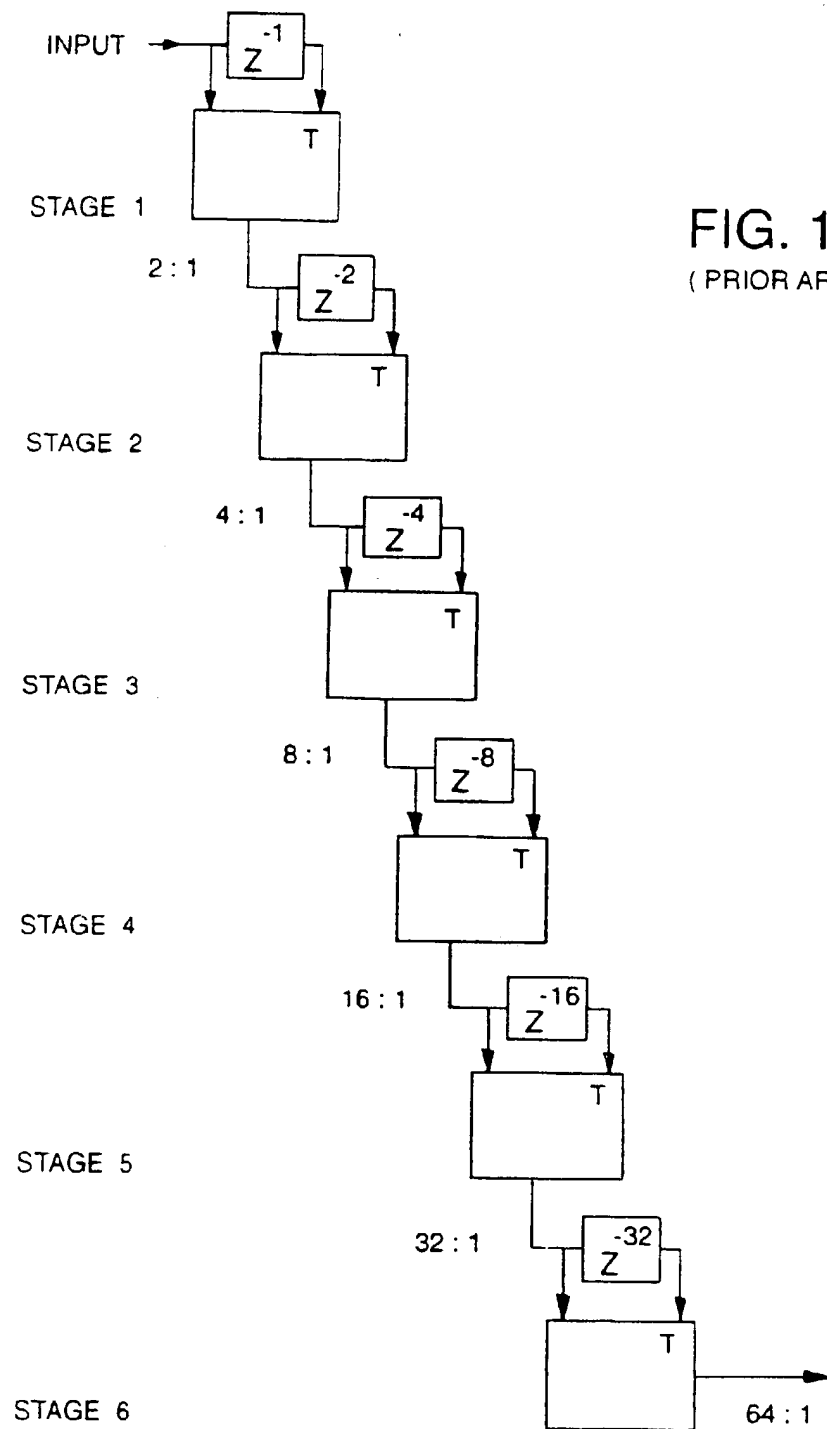 INPUT
Z-1
T
STAGE 1
FIG. 1
2 : 1
Z-2
T
STAGE 2
4 : 1
Z-4
T
STAGE 3
8 : 1
Z-8
T
STAGE 4
16 : 1
Z-16
T
STAGE 5
32 : 1
Z-32
T
STAGE 6
64 : 1
( PRIOR